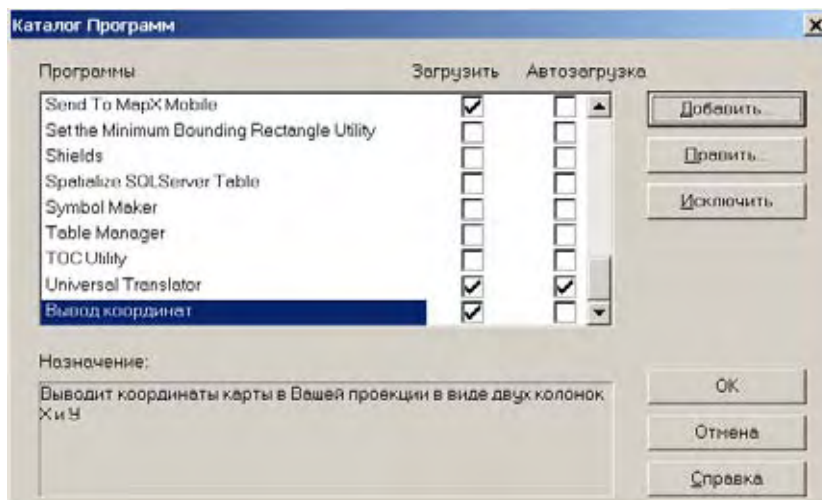 Каталог Программ
Программы Загрузить Автозагрузка
Send To MapX Mobile
Set the Minimum Bounding Rectangle Utility
Shields
Spatialize SQLServer Table
Symbol Maker
Table Manager
TOC Utility
Universal Translator
Вывод координат
Добавить...
Править...
Исключить
Назначение:
Выводит координаты карты в Вашей проекции в виде двух колонок
X и У
OK
Отмена
Справка